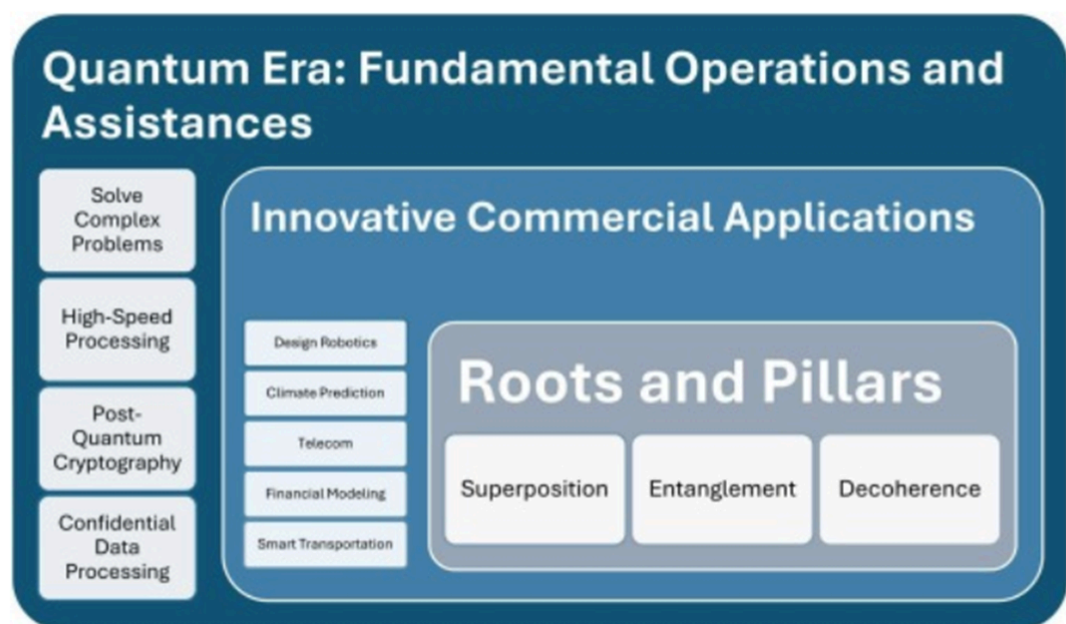 Quantum Era: Fundamental Operations and
Assistances
Solve
Complex
Problems
High-Speed
Processing
Post-
Quantum
Cryptography
Confidential
Data
Processing
Innovative Commercial Applications
Design Robotics
Climate Prediction
Telecom
Financial Modeling
Smart Transportation
Roots and Pillars
Superposition
Entanglement
Decoherence